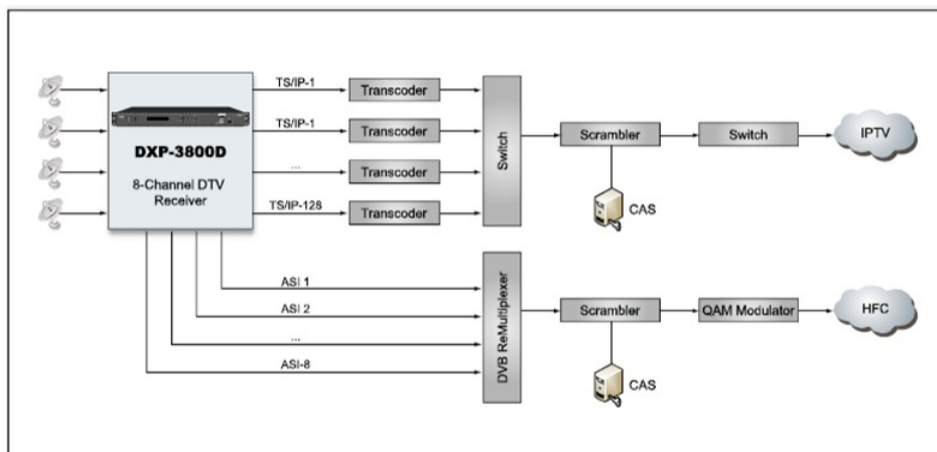 TS/IP-1
Transcoder
TS/IP-1
Transcoder
...
Transcoder
TS/IP-128
Transcoder
DXP-3800D
8-Channel DTV
Receiver
Switch
Scrambler
Switch
IPTV
CAS
ASI 1
ASI 2
...
ASI-8
DVB ReMultiplexer
Scrambler
QAM Modulator
HFC
CAS